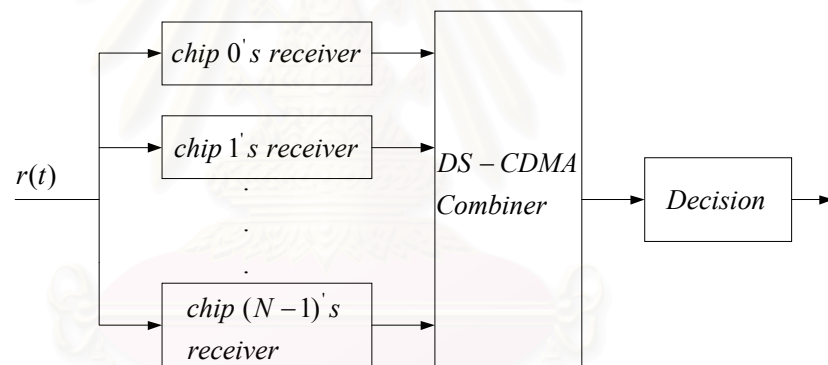 chip 0's receiver
chip 1's receiver
r(t)
DS – CDMA
Combiner
Decision
chip (N – 1)'s
receiver